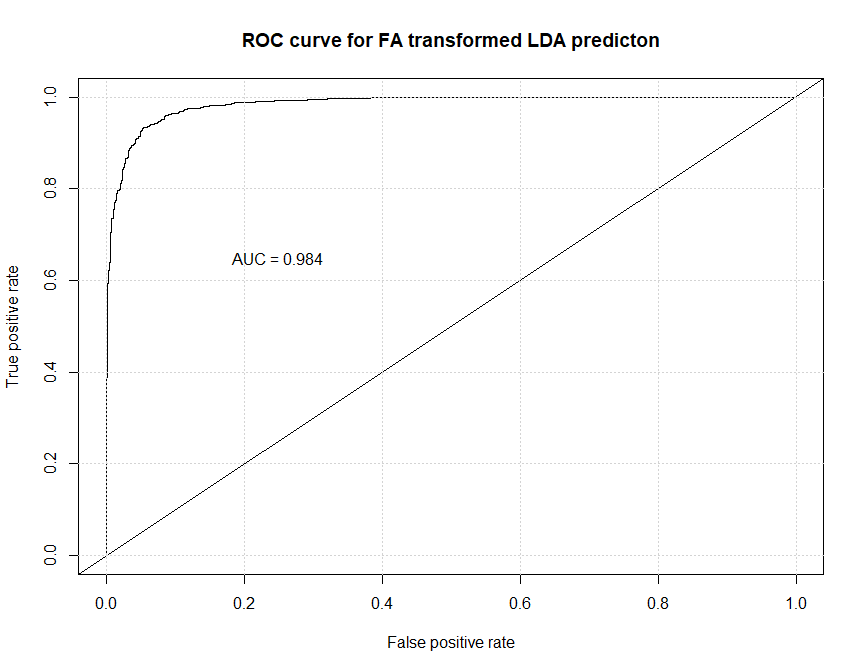 ROC curve for FA transformed LDA predicton
True positive rate
1.0
0.8
0.6
0.4
0.2
0.0
AUC = 0.984
0.0 0.2 0.4 0.6 0.8 1.0
False positive rate